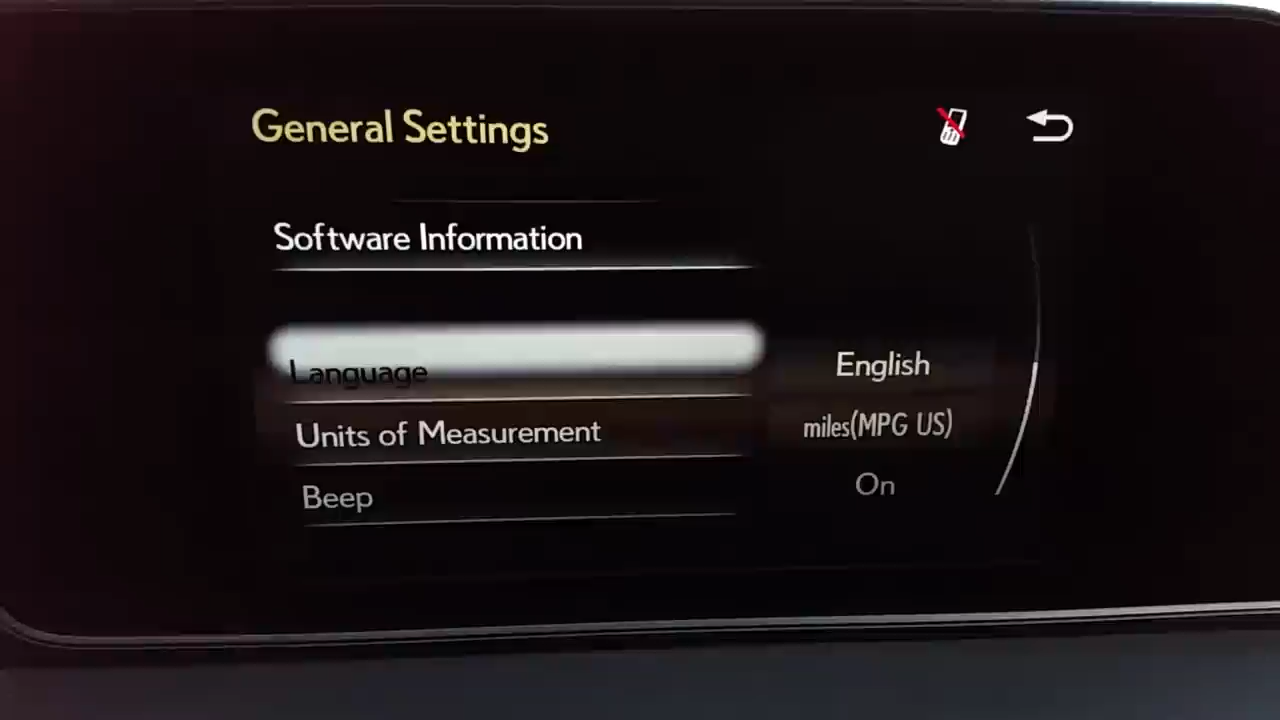 General Settings
Software Information
Language English
Units of Measurement miles(MPG US)
Beep On